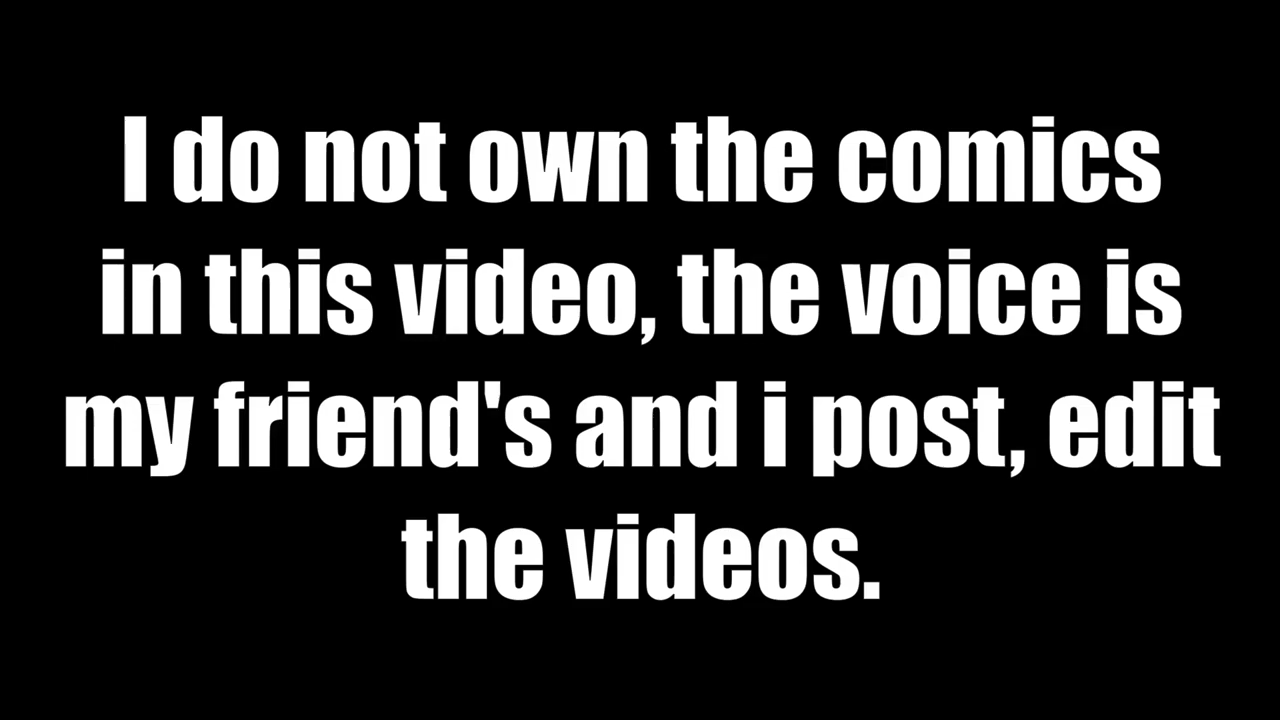 I do not own the comics
in this video, the voice is
my friend's and i post, edit
the videos.